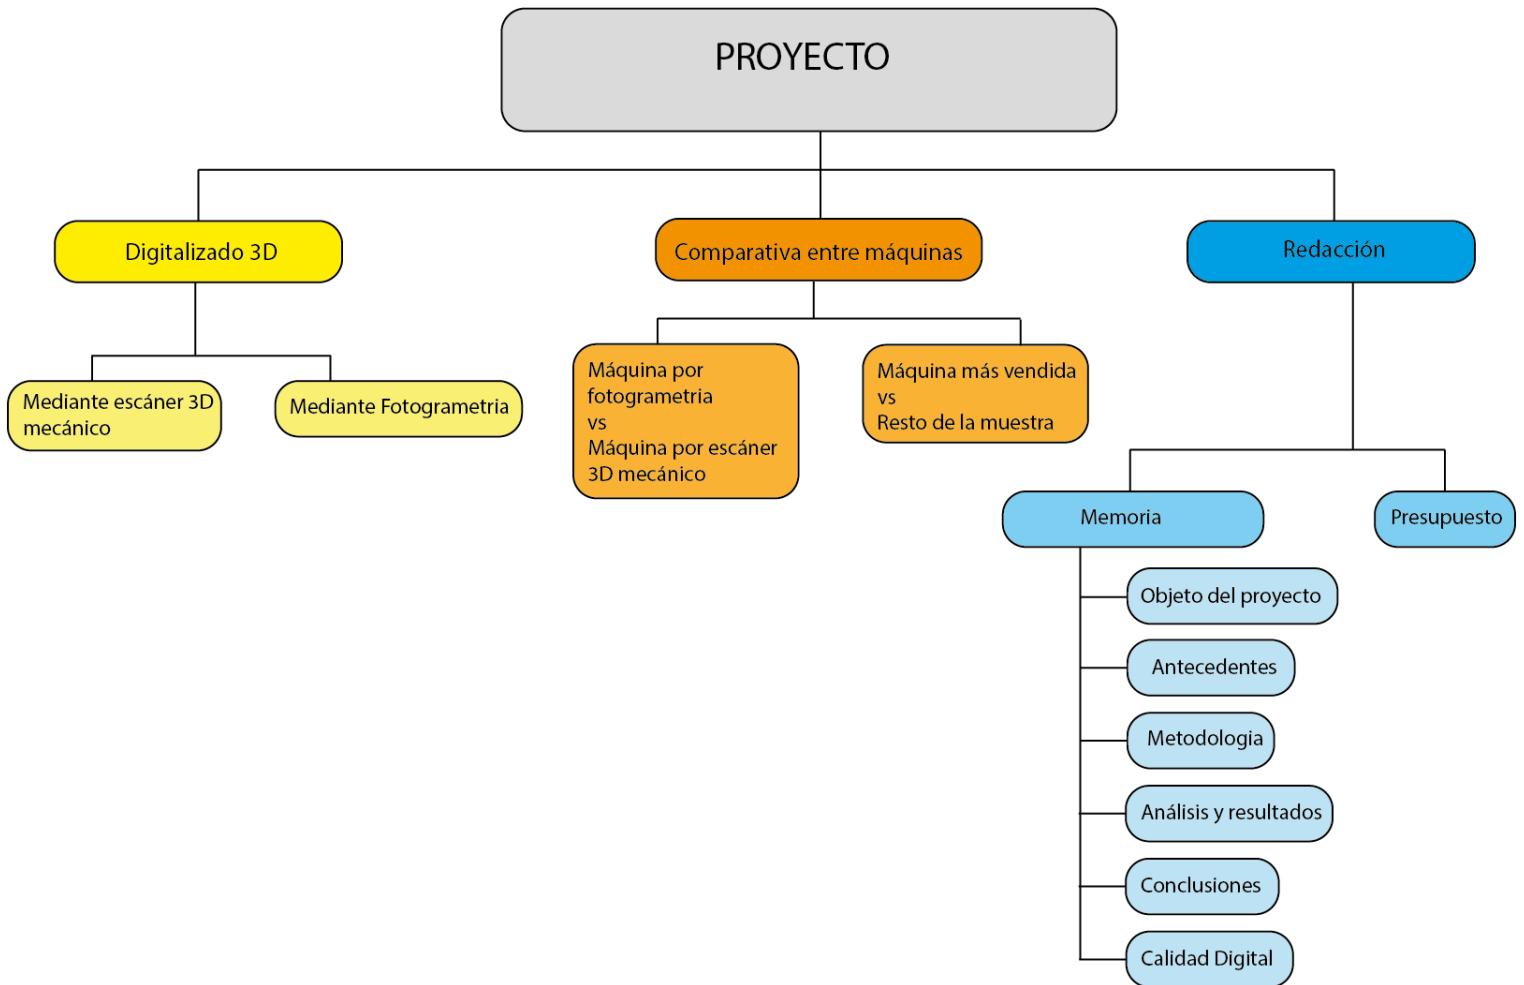 PROYECTO
Digitalizado 3D
Comparativa entre máquinas
Redacción
Mediante escáner 3D
mecánico
Mediante Fotogrametria
Máquina por
fotogrametria
vs
Máquina por escáner
3D mecánico
Máquina más vendida
vs
Resto de la muestra
Memoria
Presupuesto
Objeto del proyecto
Antecedentes
Metodologia
Análisis y resultados
Conclusiones
Calidad Digital